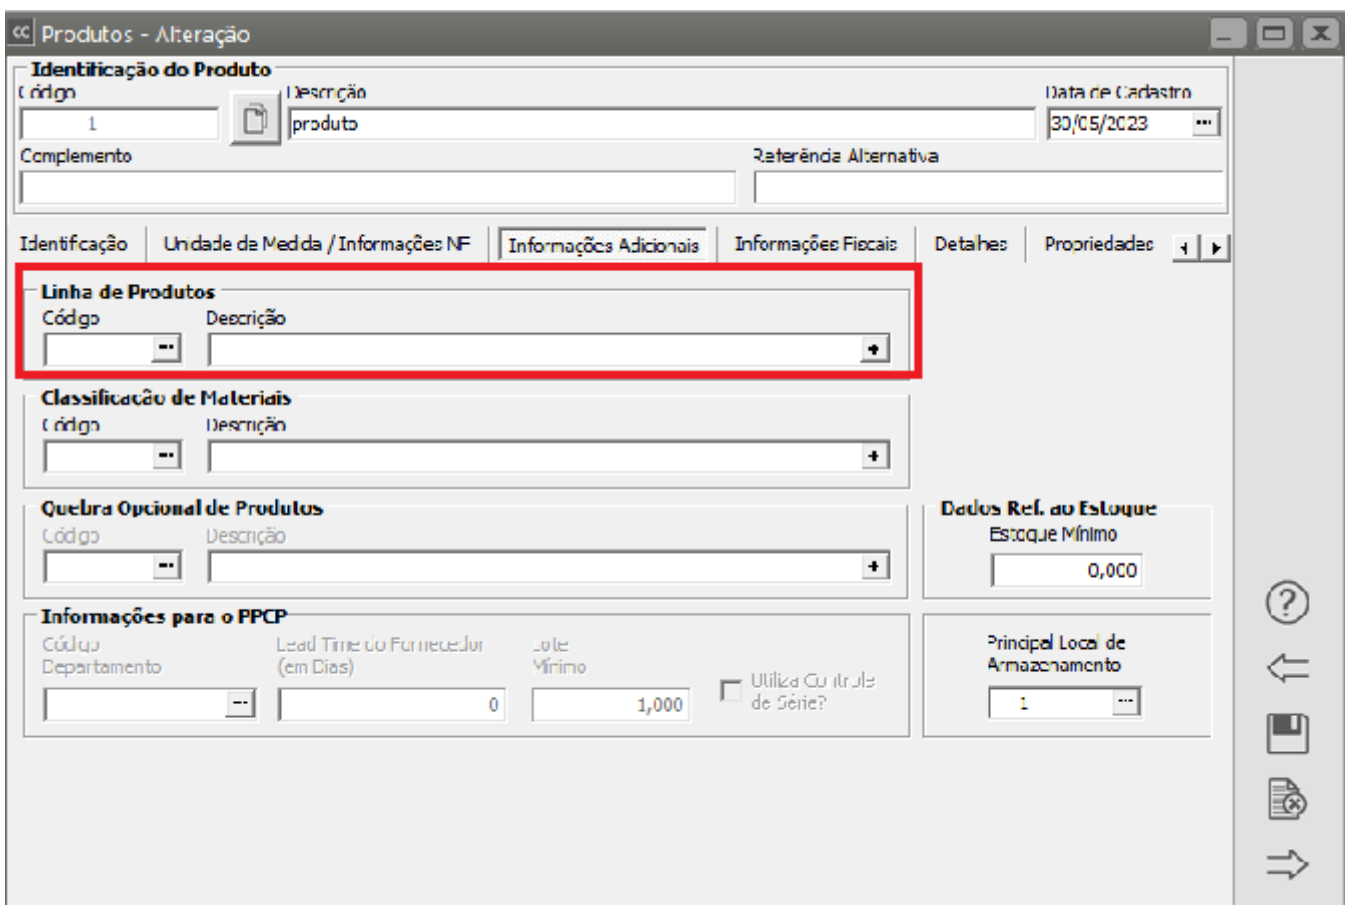 Produtos - Alteração
Identificação do Produto
Código Descrição Data de Cadastro
1 produto 30/05/2023 ...
Complemento Referência Alternativa
Identificação Unidade de Medida / Informações NF Informações Adicionais Informações Fiscais Detalhes Propriedades
Linha de Produtos
Código Descrição
... +
Classificação de Materiais
Código Descrição
... +
Quebra Opcional de Produtos Dados Ref. ao Estoque
Código Descrição Estoque Mínimo
... + 0,000
Informações para o PPCP
Código Departamento Lead Time do Fornecedor (em Dias) Lote Mínimo Utiliza Controle de Série? Principal Local de Armazenamento
... 0 1,000 1 ...